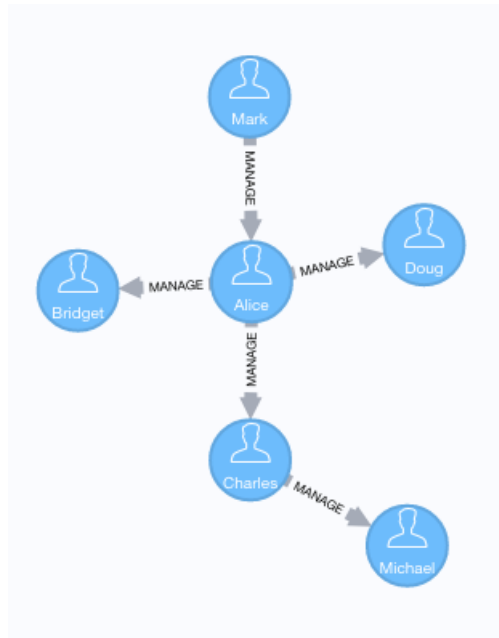 Mark
MANAGE
Doug
MANAGE
Alice
MANAGE
Bridget
MANAGE
Charles
MANAGE
Michael